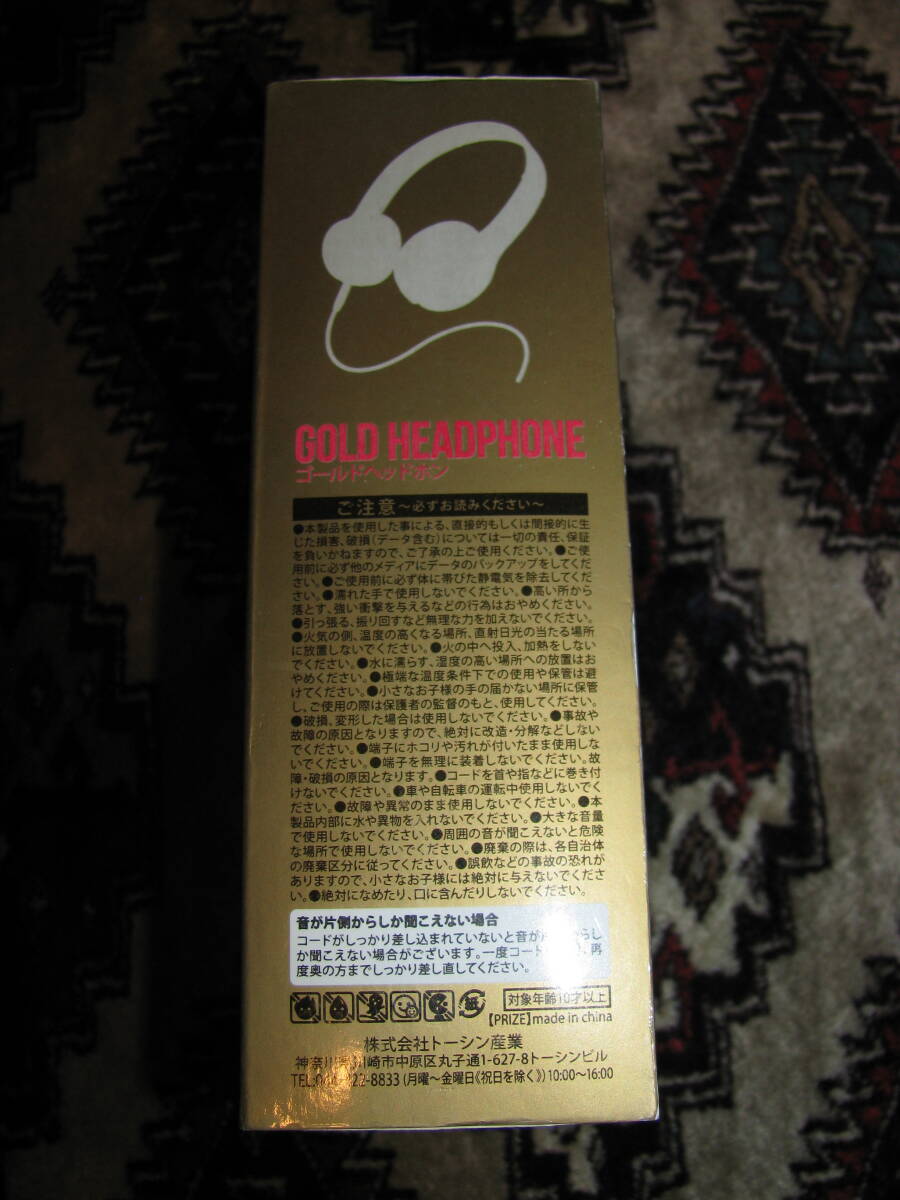 GOLD HEADPHONE
ゴールドヘッドホン
ご注意～必ずお読みください～
●本製品を使用した事による、直接的もしくは間接的に生
じた損害、破損(データ含む)については一切の責任、保証
を負いかねますので、ご了承の上ご使用ください。●ご使
用前に必ず他のメディアにデータのバックアップをしてくだ
さい。●ご使用前に必ず体に帯びた静電気を除去してくだ
さい。●濡れた手で使用しないでください。●高い所から
落とす、強い衝撃を与えるなどの行為はおやめください。
●引っ張る、振り回すなど無理な力を加えないでください。
●火気の側、温度の高くなる場所、直射日光の当たる場所
に放置しないでください。●火の中へ投入、加熱をしない
でください。●水に濡らす、湿度の高い場所への放置はお
やめください。●極端な温度条件下での使用や保管は避
けてください。●小さなお子様の手の届かない場所に保管
し、ご使用の際は保護者の監督のもと、使用してください。
●破損、変形した場合は使用しないでください。●事故や
故障の原因となりますので、絶対に改造・分解などしない
でください。●端子にホコリや汚れが付いたまま使用しな
いでください。●端子を無理に装着しないでください。故
障・破損の原因となります。●コードを首や指などに巻き付
けないでください。●車や自転車の運転中使用しないでく
ださい。●故障や異常のまま使用しないでください。●本
製品内部に水や異物を入れないでください。●大きな音量
で使用しないでください。●周囲の音が聞こえないと危険
な場所で使用しないでください。●廃棄の際は、各自治体
の廃棄区分に従ってください。●誤飲などの事故の恐れが
ありますので、小さなお子様には絶対に与えないでくださ
い。●絶対になめたり、口に含んだりしないでください。
音が片側からしか聞こえない場合
コードがしっかり差し込まれていないと音が片 からし
か聞こえない場合がございます。一度コード 、再
度奥の方までしっかり差し直してください。
紙 対象年齢10才以上
【PRIZE】made in china
株式会社トーシン産業
神奈川 川崎市中原区丸子通1-627-8トーシンビル
TEL: 22-8833 (月曜～金曜日《祝日を除く》) 10:00～16:00